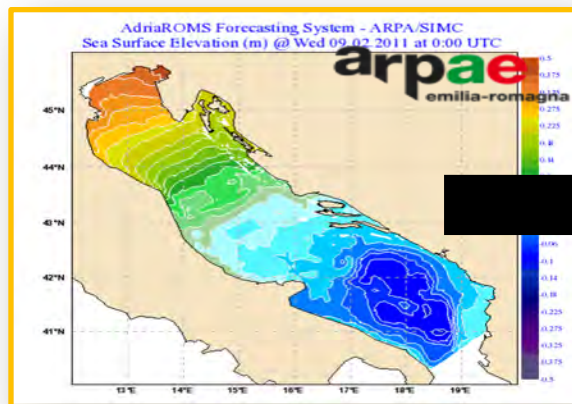 AdriaROMS Forecasting System - ARPA/SIMC
Sea Surface Elevation (m) @ Wed 09.02.2011 at 0:00 UTC
arpae
emilia-romagna
45°N
44°N
43°N
42°N
41°N
13°E 14°E 15°E 16°E 17°E 18°E 19°E
0.5
0.225
0.18
0.14
-0.06
-0.1
-0.14
-0.18
-0.225
-0.275
-0.325
-0.375
-0.5